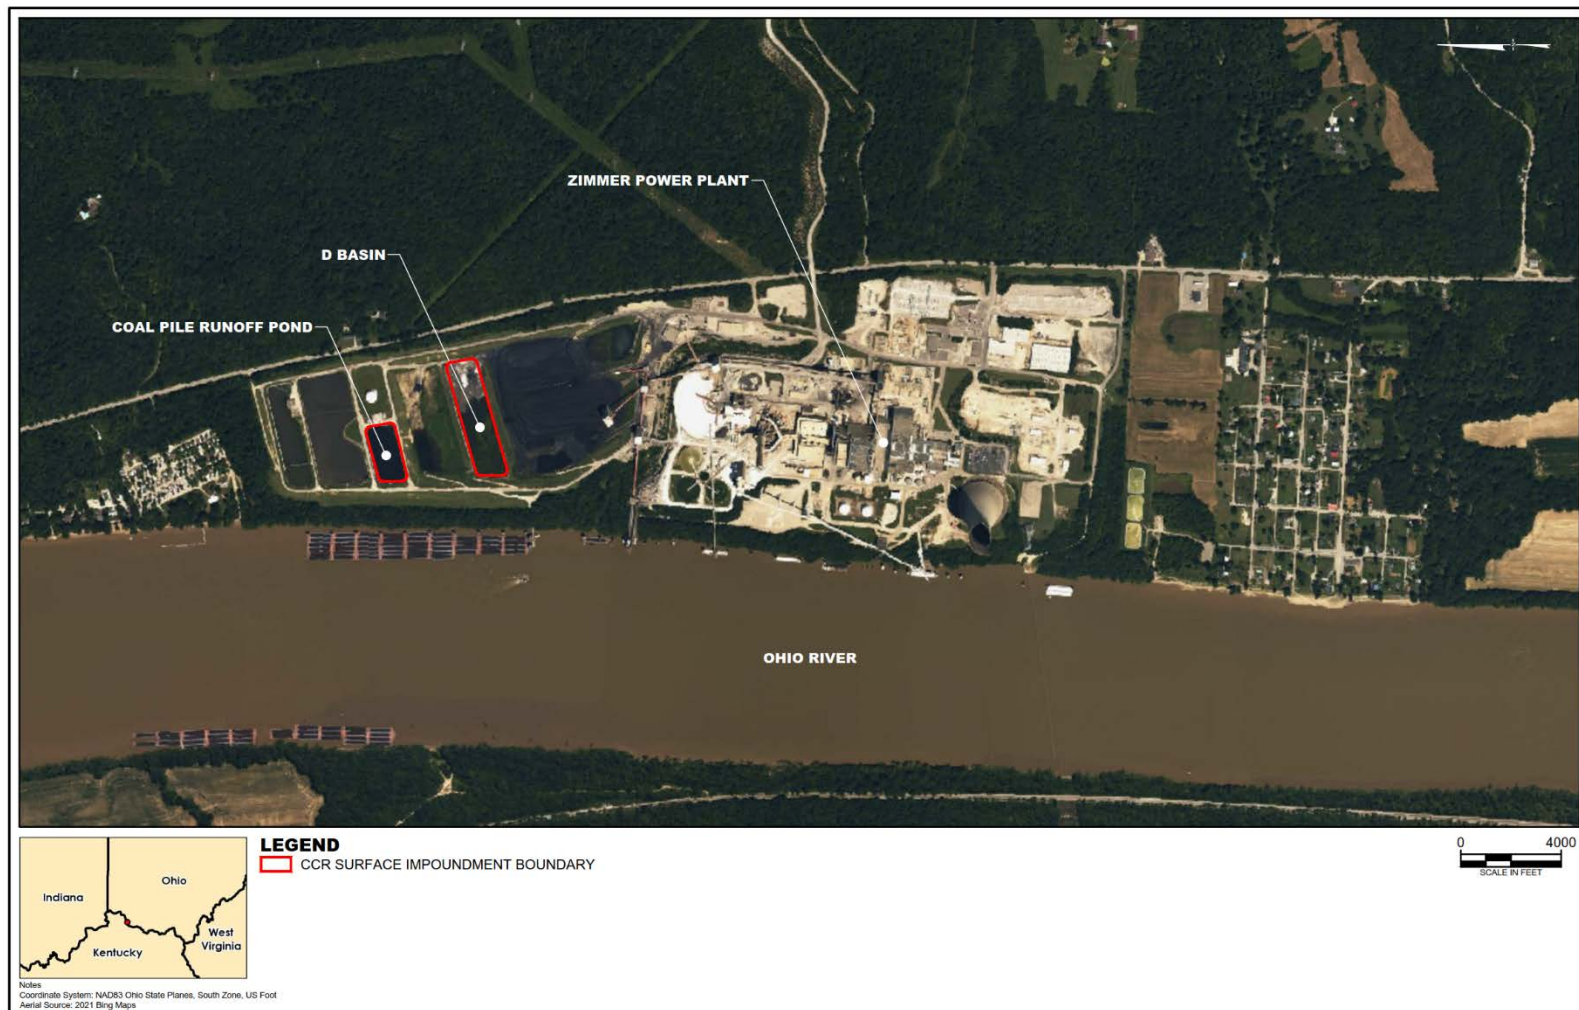 ZIMMER POWER PLANT
D BASIN
COAL PILE RUNOFF POND
OHIO RIVER
LEGEND
CCR SURFACE IMPOUNDMENT BOUNDARY
0 4000
SCALE IN FEET
Indiana
Ohio
West
Virginia
Kentucky
Notes
Coordinate System: NAD83 Ohio State Planes, South Zone, US Foot
Aerial Source: 2021 Bing Maps